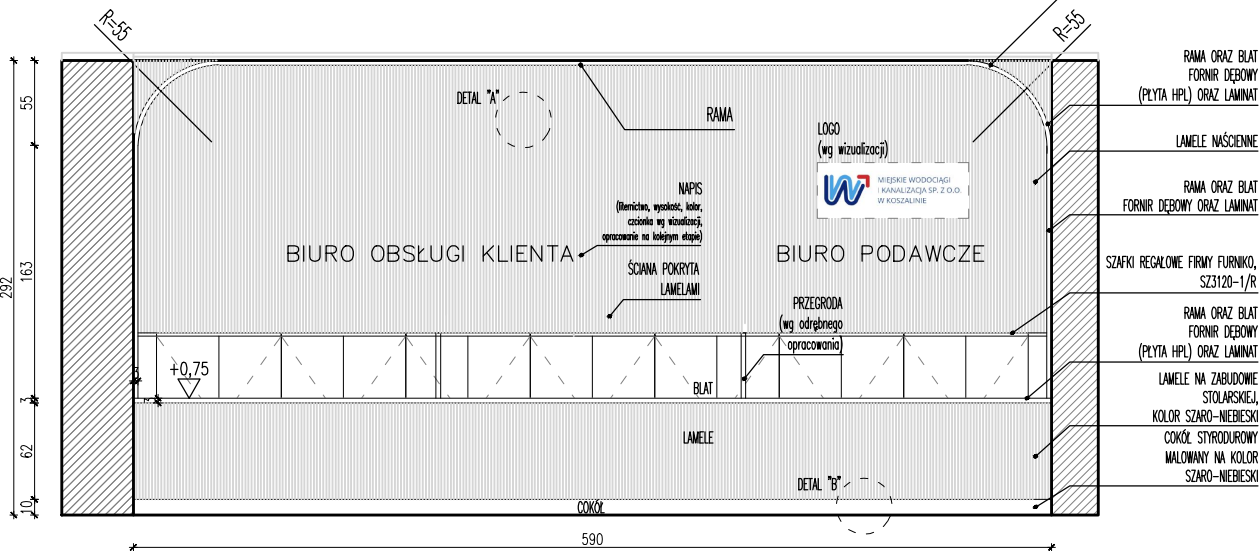 R=55
R=55
RAMA ORAZ BLAT
FORNIR DĘBOWY
(PŁYTA HPL) ORAZ LAMINAT
DETAL "A"
RAMA
55
LOGO
(wg wizualizacji)
LAMELE NAŚCIENNE
MIEJSKIE WODOCIĄGI
I KANALIZACJA SP. Z O.O.
W KOSZALINIE
NAPIS
(liternictwo, wysokość, kolor,
czcionka wg wizualizacji,
opracowanie na kolejnym etapie)
RAMA ORAZ BLAT
FORNIR DĘBOWY ORAZ LAMINAT
BIURO OBSŁUGI KLIENTA
BIURO PODAWCZE
292
163
ŚCIANA POKRYTA
LAMELAMI
SZAFKI REGAŁOWE FIRMY FURNIKO,
SZ3120-1/R
PRZEGRODA
(wg odrębnego
opracowania)
RAMA ORAZ BLAT
FORNIR DĘBOWY
(PŁYTA HPL) ORAZ LAMINAT
+0,75
BLAT
3
3
3
LAMELE NA ZABUDOWIE
STOLARSKIEJ,
KOLOR SZARO-NIEBIESKI
LAMELE
62
COKÓŁ STYRODUROWY
MALOWANY NA KOLOR
SZARO-NIEBIESKI
DETAL "B"
10
COKÓŁ
590